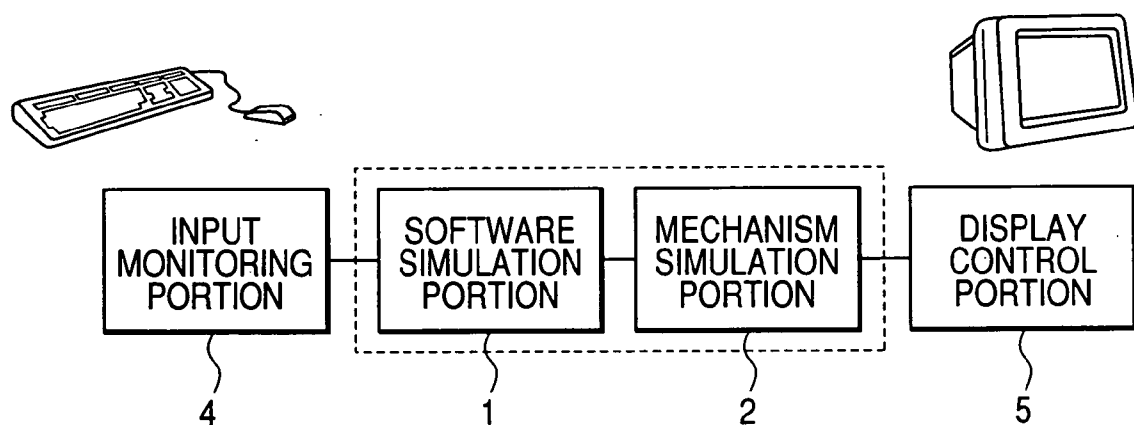 INPUT
MONITORING
PORTION
SOFTWARE
SIMULATION
PORTION
MECHANISM
SIMULATION
PORTION
DISPLAY
CONTROL
PORTION
4
1
2
5